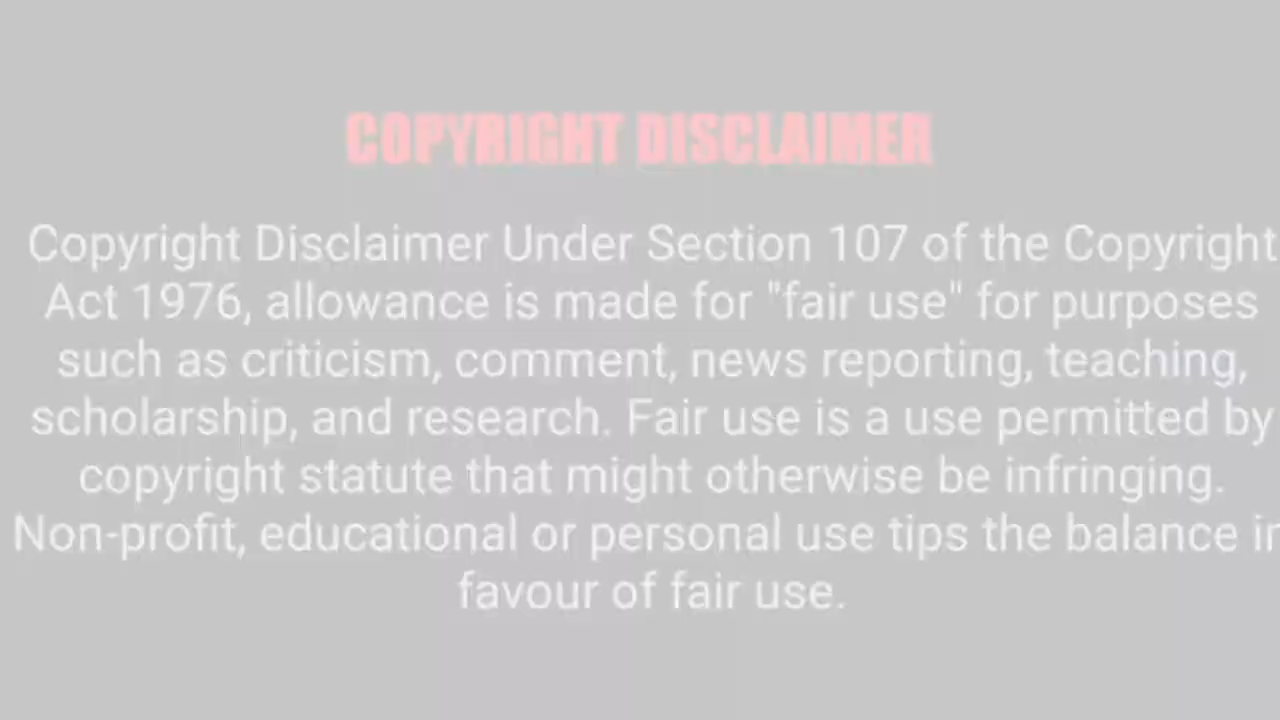 COPYRIGHT DISCLAIMER
Copyright Disclaimer Under Section 107 of the Copyright
Act 1976, allowance is made for "fair use" for purposes
such as criticism, comment, news reporting, teaching,
scholarship, and research. Fair use is a use permitted by
copyright statute that might otherwise be infringing.
Non-profit, educational or personal use tips the balance in
favour of fair use.